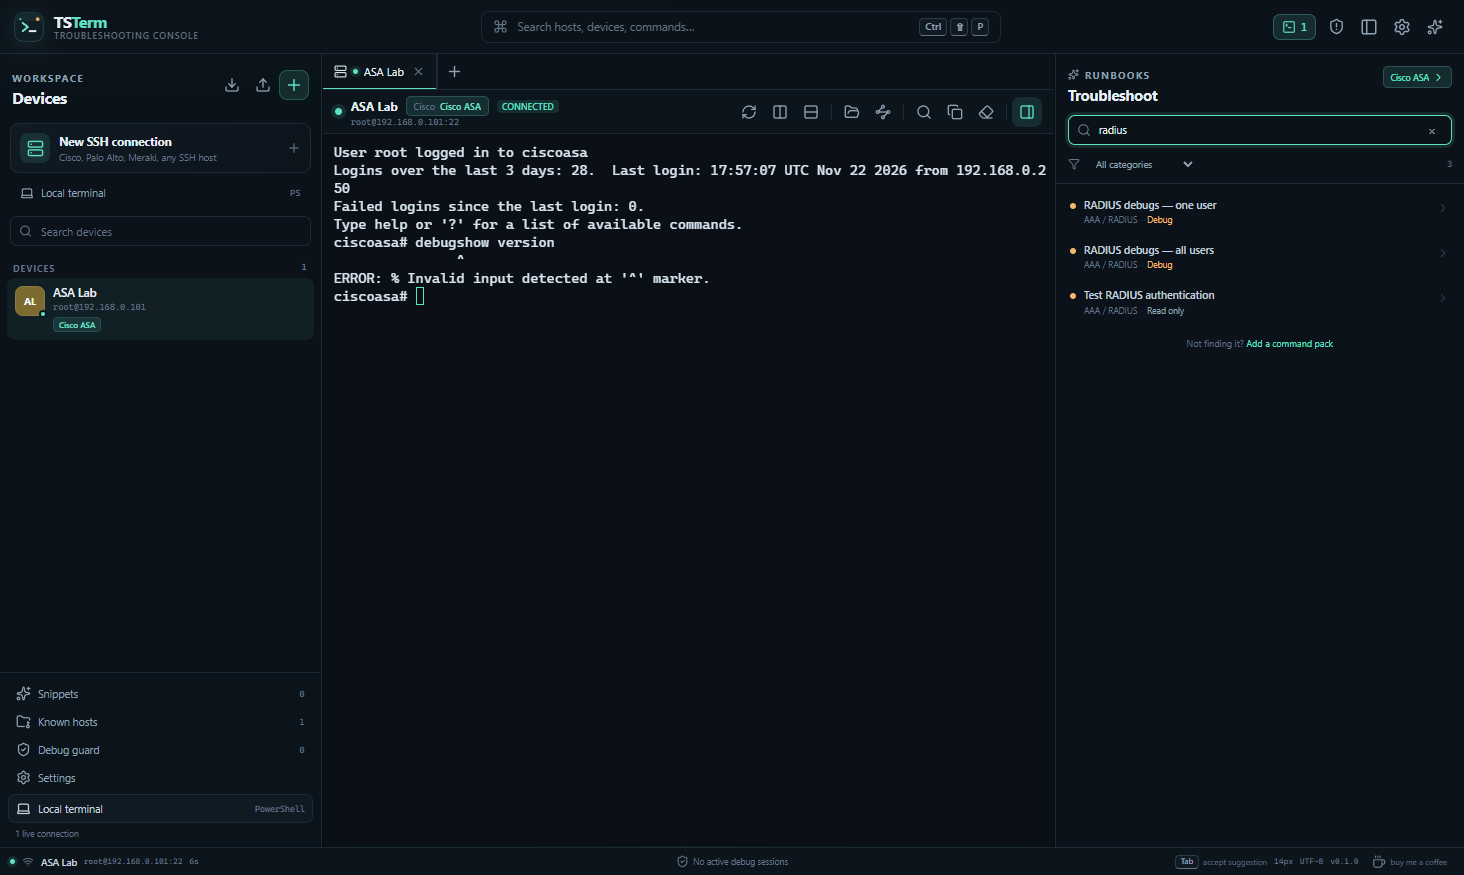 TSTerm
TROUBLESHOOTING CONSOLE
Search hosts, devices, commands...
Ctrl
⇧
P
1
WORKSPACE
Devices
New SSH connection
Cisco, Palo Alto, Meraki, any SSH host
Local terminal PS
Search devices
DEVICES 1
AL
ASA Lab
root@192.168.0.101
Cisco ASA
Snippets 0
Known hosts 1
Debug guard 0
Settings
Local terminal PowerShell
1 live connection
ASA Lab
ASA Lab Cisco Cisco ASA CONNECTED
root@192.168.0.101:22
User root logged in to ciscoasa
Logins over the last 3 days: 28.  Last login: 17:57:07 UTC Nov 22 2026 from 192.168.0.2
50
Failed logins since the last login: 0.
Type help or '?' for a list of available commands.
ciscoasa# debugshow version
^
ERROR: % Invalid input detected at '^' marker.
ciscoasa#
RUNBOOKS
Troubleshoot
Cisco ASA
radius
All categories 3
RADIUS debugs — one user
AAA / RADIUS · Debug
RADIUS debugs — all users
AAA / RADIUS · Debug
Test RADIUS authentication
AAA / RADIUS · Read only
Not finding it? Add a command pack
ASA Lab root@192.168.0.101:22 6s
No active debug sessions
Tab accept suggestion 14px UTF-8 v0.1.0 buy me a coffee